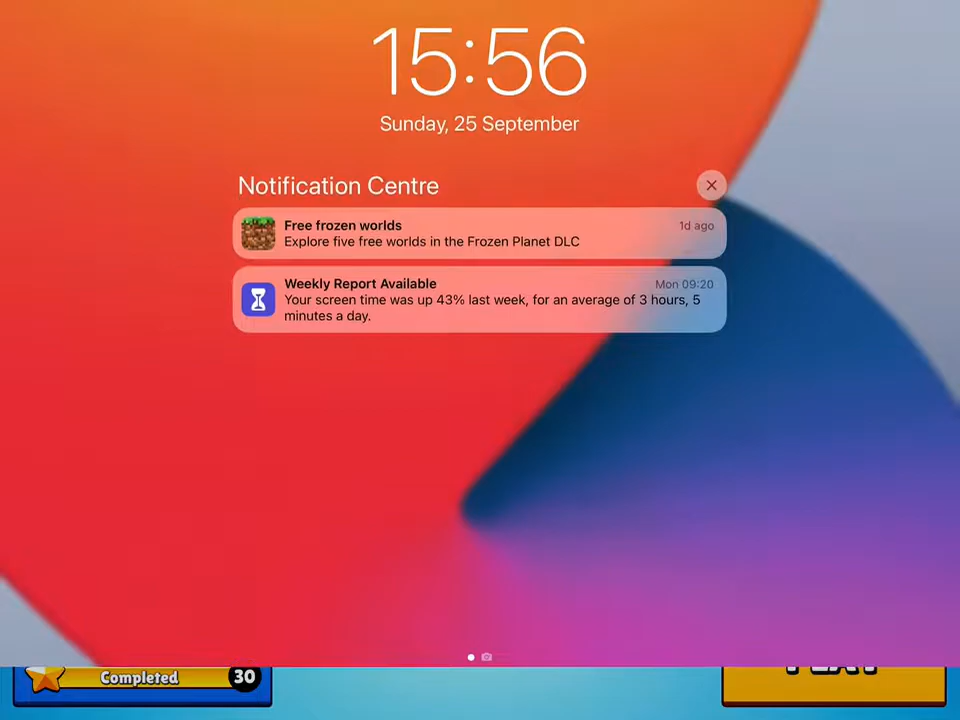 15:56
Sunday, 25 September
Notification Centre
Free frozen worlds
1d ago
Explore five free worlds in the Frozen Planet DLC
Weekly Report Available
Mon 09:20
Your screen time was up 43% last week, for an average of 3 hours, 5
minutes a day.
Completed
30